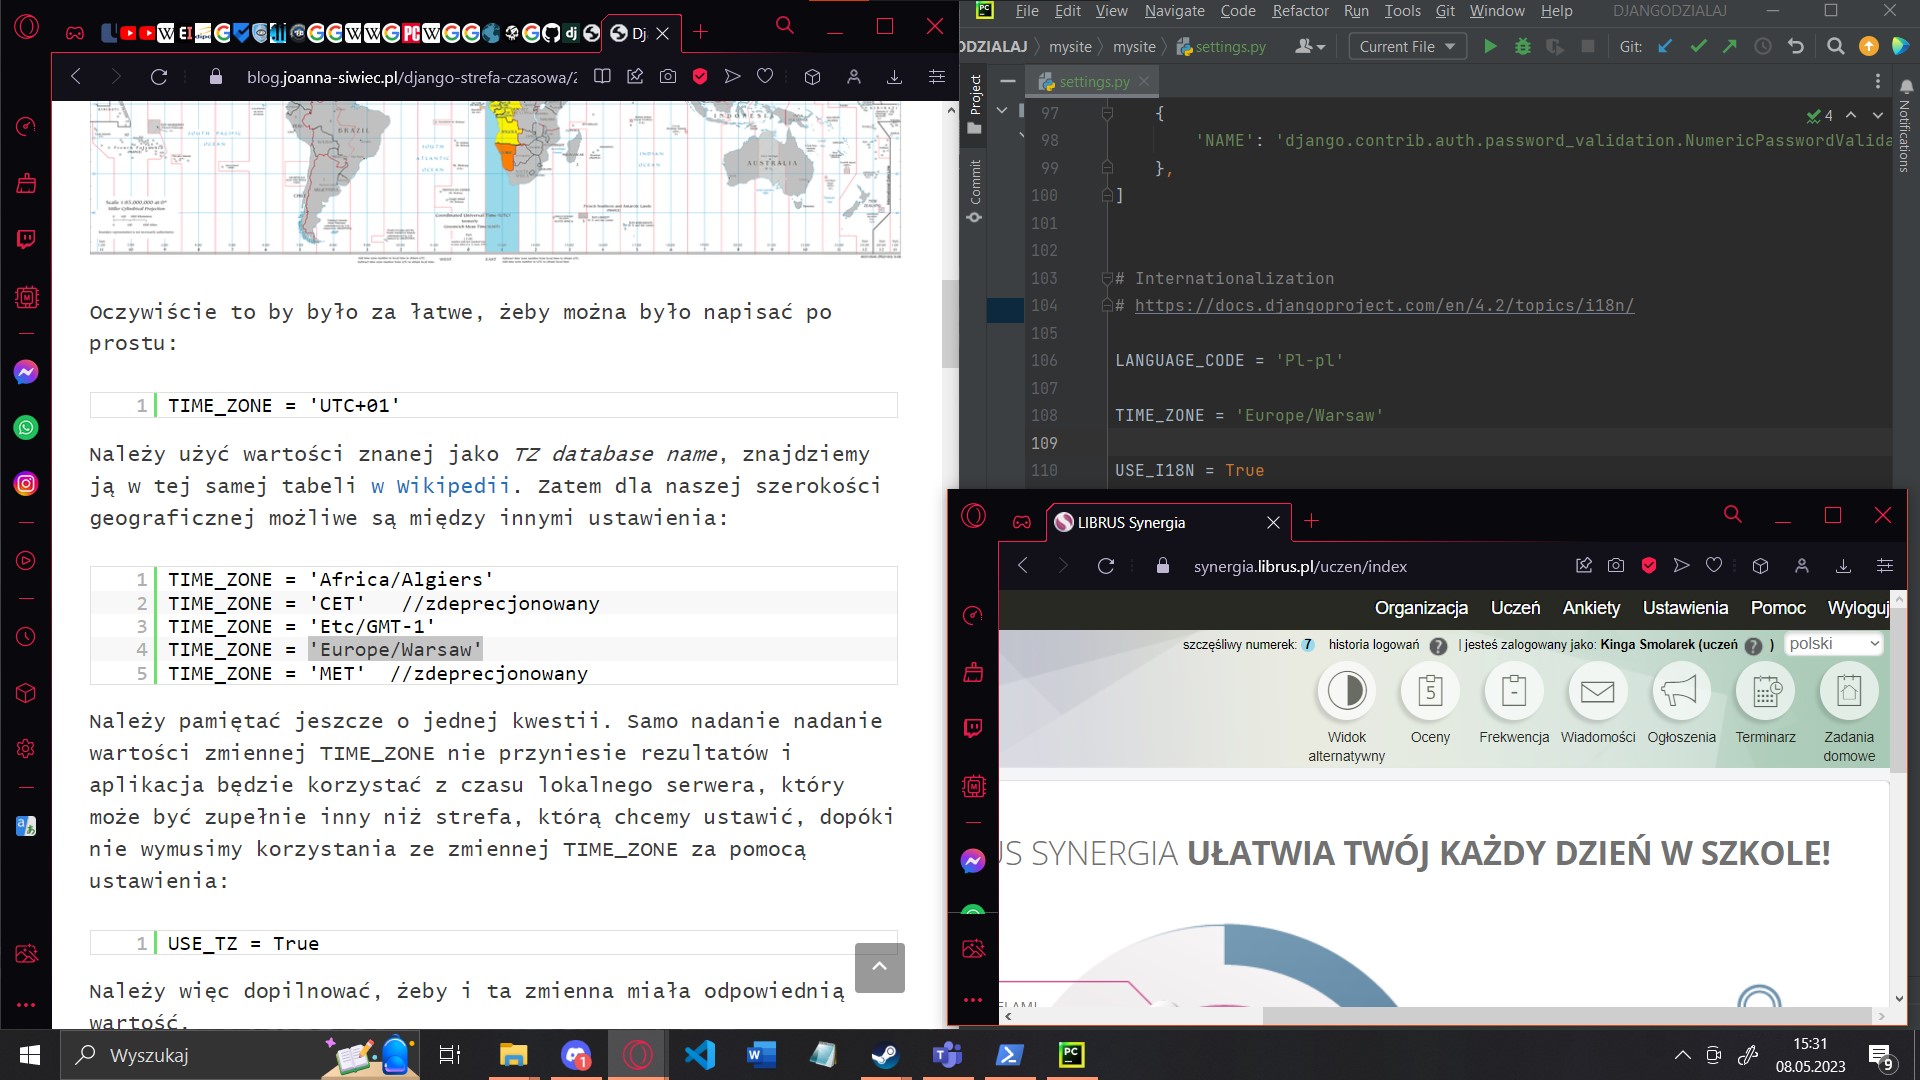 Dj
blog.joanna-siwiec.pl/django-strefa-czasowa/2
BRAZIL
AUSTRALIA
Oczywiście to by było za łatwe, żeby można było napisać po
prostu:
1 TIME_ZONE = 'UTC+01'
Należy użyć wartości znanej jako TZ database name, znajdziemy
ją w tej samej tabeli w Wikipedii. Zatem dla naszej szerokości
geograficznej możliwe są między innymi ustawienia:
1 TIME_ZONE = 'Africa/Algiers'
2 TIME_ZONE = 'CET'   //zdeprecjonowany
3 TIME_ZONE = 'Etc/GMT-1'
4 TIME_ZONE = 'Europe/Warsaw'
5 TIME_ZONE = 'MET'  //zdeprecjonowany
Należy pamiętać jeszcze o jednej kwestii. Samo nadanie nadanie
wartości zmiennej TIME_ZONE nie przyniesie rezultatów i
aplikacja będzie korzystać z czasu lokalnego serwera, który
może być zupełnie inny niż strefa, którą chcemy ustawić, dopóki
nie wymusimy korzystania ze zmiennej TIME_ZONE za pomocą
ustawienia:
1 USE_TZ = True
Należy więc dopilnować, żeby i ta zmienna miała odpowiednią
wartość.
PC
File Edit View Navigate Code Refactor Run Tools Git Window Help DJANGODZIALAJ
ODZIALAJ mysite mysite settings.py Current File Git:
Project
Commit
Notifications
settings.py
4
97 {
98 'NAME': 'django.contrib.auth.password_validation.NumericPasswordValida
99 },
100 ]
101
102
103 # Internationalization
104 # https://docs.djangoproject.com/en/4.2/topics/i18n/
105
106 LANGUAGE_CODE = 'Pl-pl'
107
108 TIME_ZONE = 'Europe/Warsaw'
109
110 USE_I18N = True
LIBRUS Synergia
synergia.librus.pl/uczen/index
Organizacja Uczeń Ankiety Ustawienia Pomoc Wyloguj
szczęśliwy numerek: 7 historia logowań ? | jesteś zalogowany jako: Kinga Smolarek (uczeń ? ) polski
5
Widok alternatywny
Oceny
Frekwencja
Wiadomości
Ogłoszenia
Terminarz
Zadania domowe
US SYNERGIA UŁATWIA TWÓJ KAŻDY DZIEŃ W SZKOLE!
Wyszukaj
1
PC
15:31
08.05.2023
9